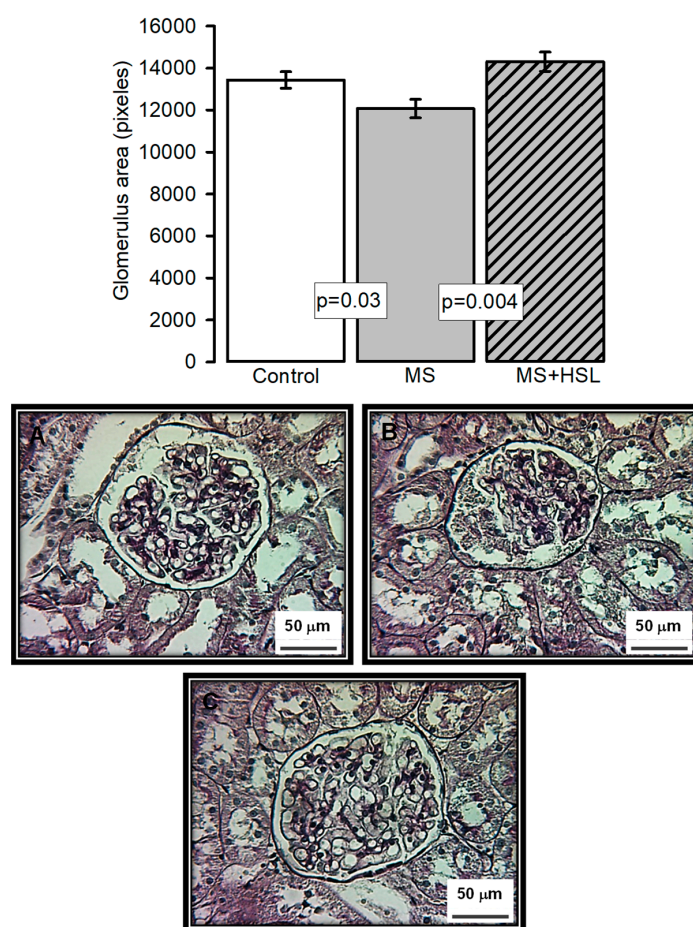 Glomerulus area (pixeles)
16000
14000
12000
10000
8000
6000
4000
2000
0
p=0.03
p=0.004
Control
MS
MS+HSL
A
50 μm
B
50 μm
C
50 μm